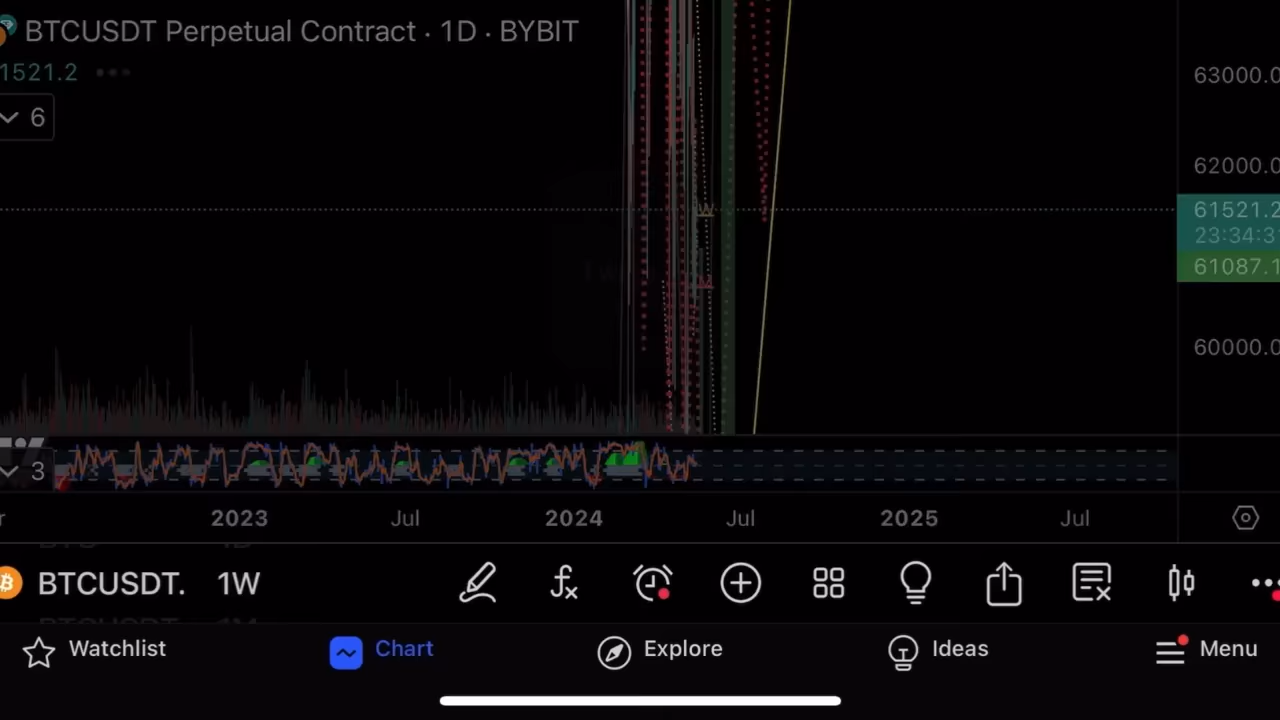 BTCUSDT Perpetual Contract · 1D · BYBIT
1521.2
6
63000.0
62000.0
W
61521.2
23:34:3
61087.1
60000.0
3
2023 Jul 2024 Jul 2025 Jul
BTCUSDT. 1W
Watchlist Chart Explore Ideas Menu